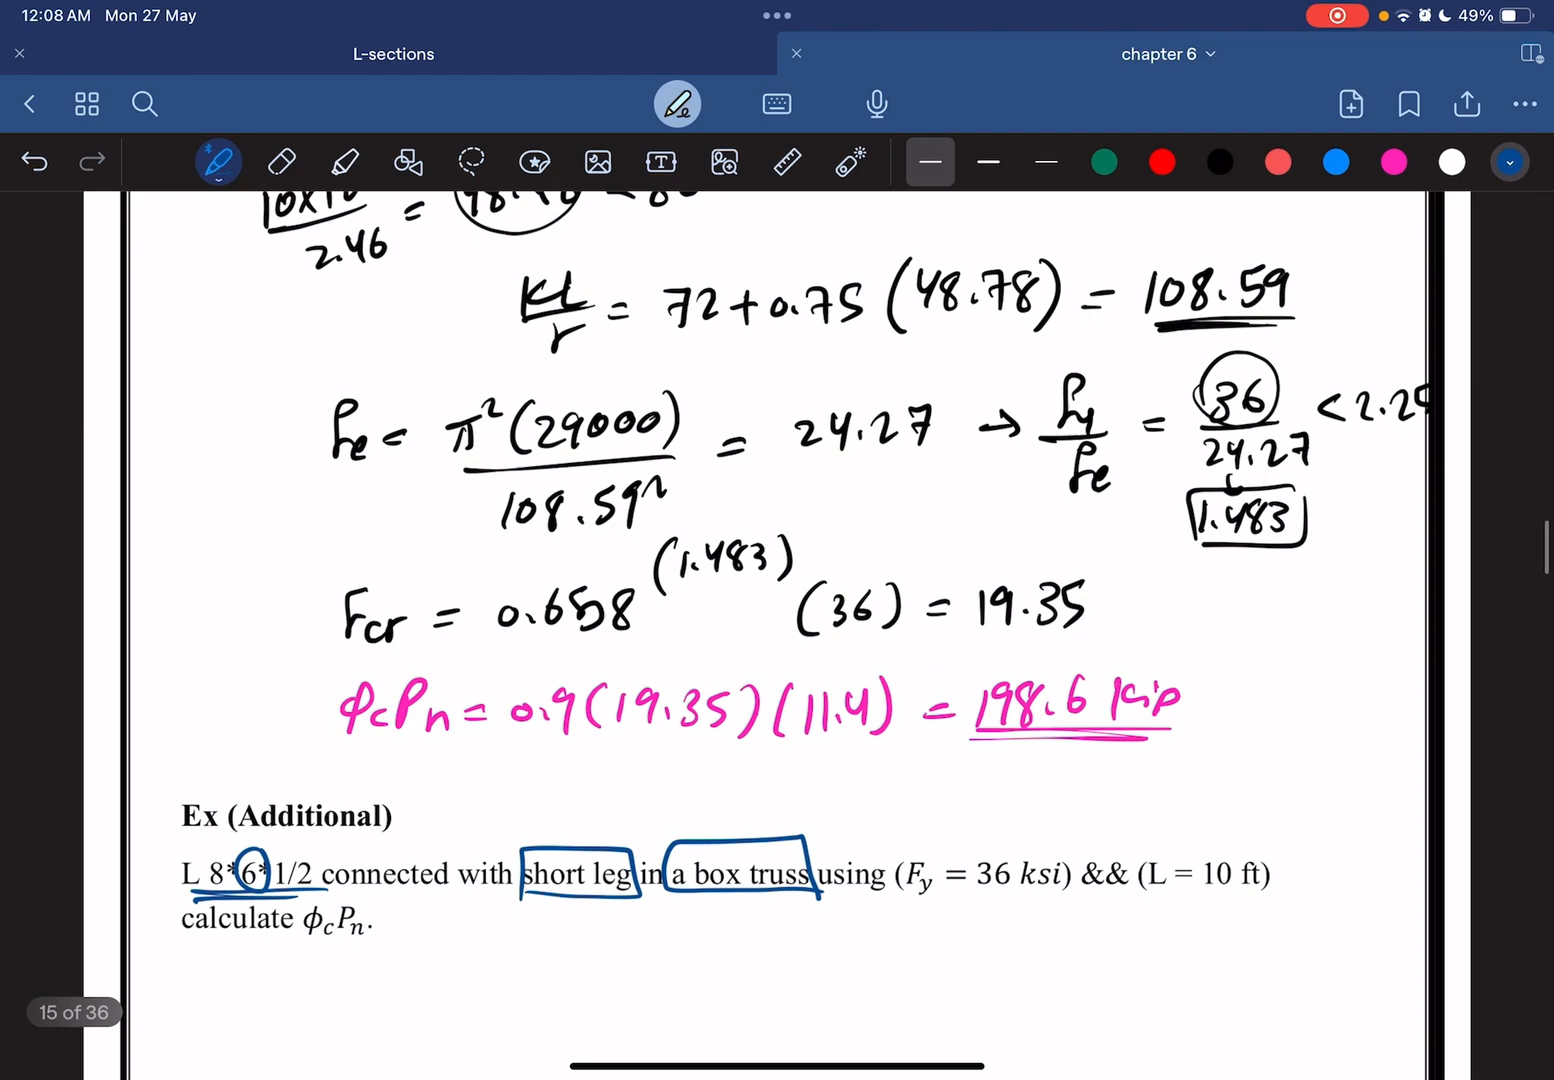 12:08 AM Mon 27 May
49%
L-sections
chapter 6
10x12
2.46
=
KL/r = 72 + 0.75 (48.78) = 108.59
Fe = π²(29000) / 108.59² = 24.27 → Fy/Fe = 36/24.27 < 2.25
1.483
Fcr = 0.658^(1.483) (36) = 19.35
ϕcPn = 0.9(19.35)(11.4) = 198.6 kip
Ex (Additional)
L 8*6*1/2 connected with short leg in a box truss using (F_y = 36 ksi) && (L = 10 ft)
calculate ϕ_cP_n.
15 of 36